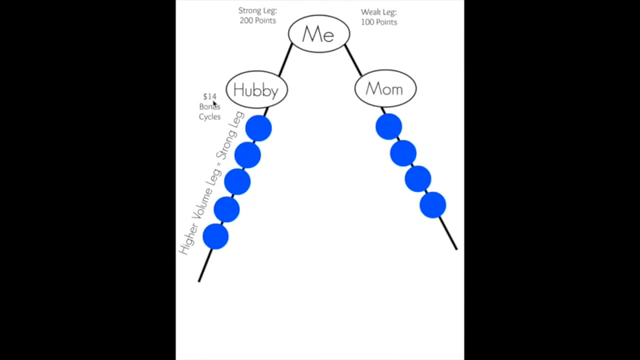 Strong Leg:
200 Points
Weak Leg:
100 Points
Me
Hubby
Mom
$14
Bonus
Cycles
Higher Volume Leg = Strong Leg